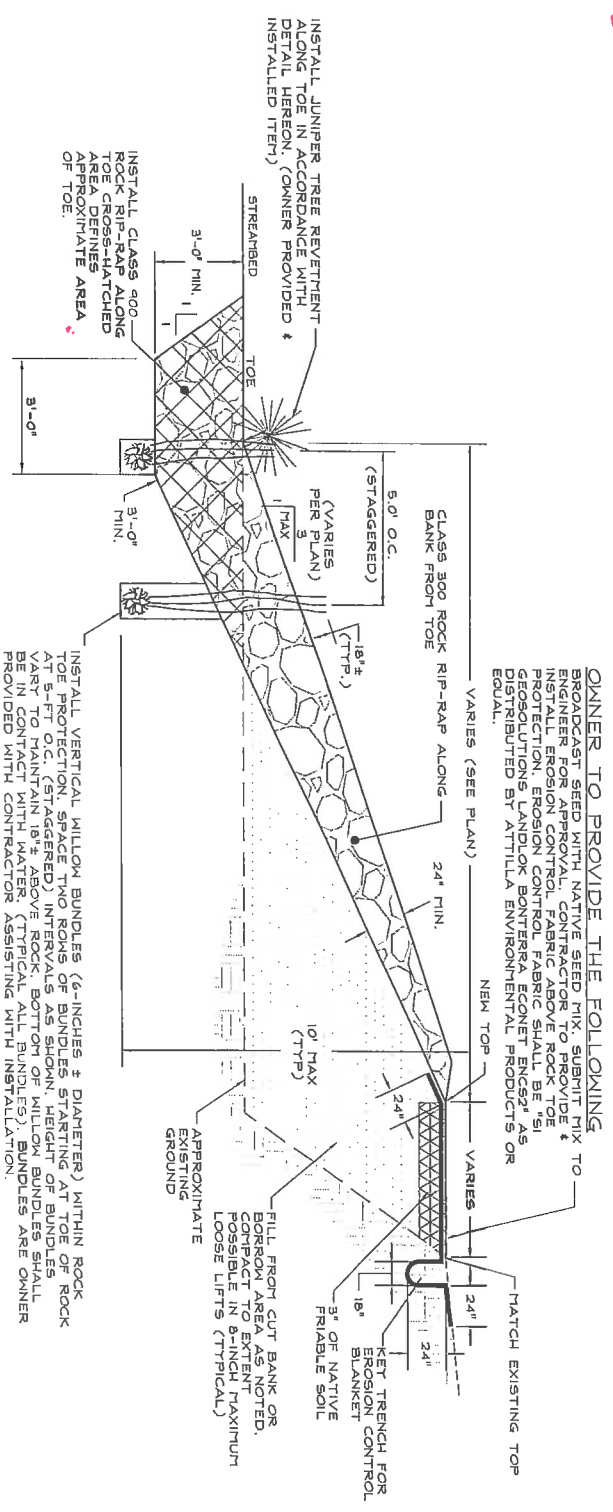 OWNER TO PROVIDE THE FOLLOWING
BROADCAST SEED WITH NATIVE SEED MIX. SUBMIT MIX TO
ENGINEER FOR APPROVAL. CONTRACTOR TO PROVIDE &
INSTALL EROSION CONTROL FABRIC ABOVE ROCK TOE
PROTECTION. EROSION CONTROL FABRIC SHALL BE "SI
GEOSOLUTIONS LANDLOK BONTERRA ECONET ENCS2" AS
DISTRIBUTED BY ATTILLA ENVIRONMENTAL PRODUCTS OR
EQUAL.
INSTALL JUNIPER TREE REVETMENT
ALONG TOE IN ACCORDANCE WITH
DETAIL HEREON. (OWNER PROVIDED &
INSTALLED ITEM)
VARIES (SEE PLAN)
NEW TOP
VARIES
MATCH EXISTING TOP
24"
CLASS 300 ROCK RIP-RAP ALONG
BANK FROM TOE
5.0' O.C.
(STAGGERED)
(VARIES
PER PLAN)
3
1
MAX
18"±
(TYP.)
24" MIN.
24"
18"
24"
KEY TRENCH FOR
EROSION CONTROL
BLANKET
3" OF NATIVE
FRIABLE SOIL
STREAMBED
TOE
3'-0" MIN.
1
1
3'-0"
3'-0"
MIN.
10' MAX
(TYP)
FILL FROM CUT BANK OR
BORROW AREA AS NOTED.
COMPACT TO EXTENT
POSSIBLE IN 8-INCH MAXIMUM
LOOSE LIFTS (TYPICAL)
APPROXIMATE
EXISTING
GROUND
INSTALL CLASS 900
ROCK RIP-RAP ALONG
TOE CROSS-HATCHED
AREA DEFINES
APPROXIMATE AREA
OF TOE.
INSTALL VERTICAL WILLOW BUNDLES (6-INCHES ± DIAMETER) WITHIN ROCK
TOE PROTECTION. SPACE TWO ROWS OF BUNDLES STARTING AT TOE OF ROCK
AT 5-FT O.C. (STAGGERED) INTERVALS AS SHOWN. HEIGHT OF BUNDLES
VARY TO MAINTAIN 18"± ABOVE ROCK. BOTTOM OF WILLOW BUNDLES SHALL
BE IN CONTACT WITH WATER. (TYPICAL ALL BUNDLES). BUNDLES ARE OWNER
PROVIDED WITH CONTRACTOR ASSISTING WITH INSTALLATION.